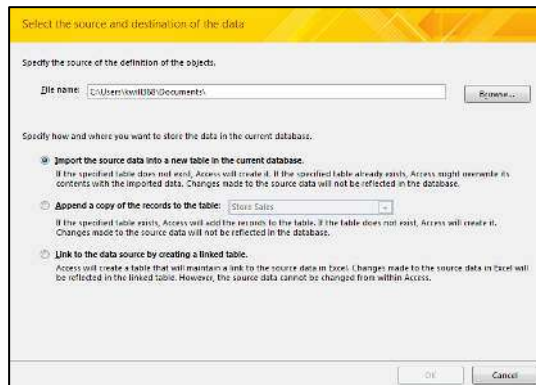 Select the source and destination of the data
Specify the source of the definition of the objects.
File name: C:\Users\kwill368\Documents\ Browse...
Specify how and where you want to store the data in the current database.
Import the source data into a new table in the current database.
If the specified table does not exist, Access will create it. If the specified table already exists, Access might overwrite its
contents with the imported data. Changes made to the source data will not be reflected in the database.
Append a copy of the records to the table: Store Sales
If the specified table exists, Access will add the records to the table. If the table does not exist, Access will create it.
Changes made to the source data will not be reflected in the database.
Link to the data source by creating a linked table.
Access will create a table that will maintain a link to the source data in Excel. Changes made to the source data in Excel will
be reflected in the linked table. However, the source data cannot be changed from within Access.
OK Cancel